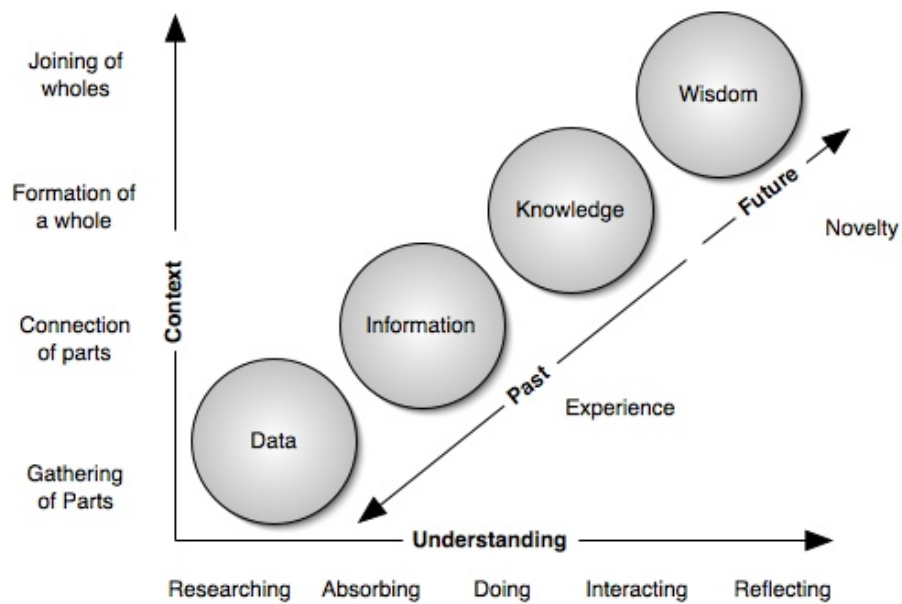 Joining of
wholes
Wisdom
Formation of
a whole
Knowledge
Future
Novelty
Context
Connection
of parts
Information
Past
Experience
Data
Gathering
of Parts
Understanding
Researching Absorbing Doing Interacting Reflecting